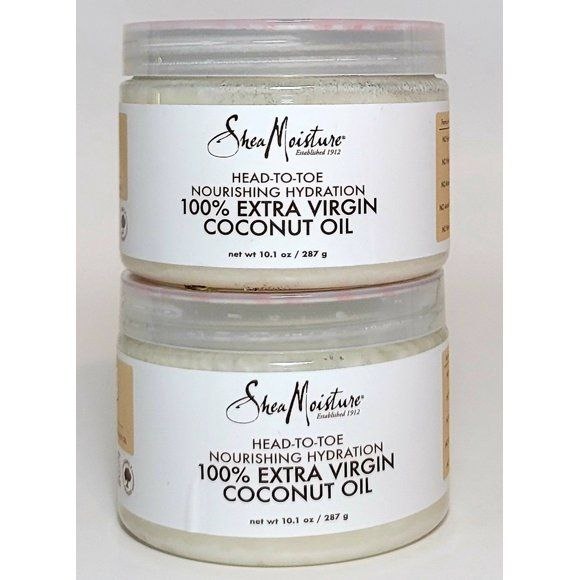 SheaMoisture®
Established 1912
HEAD-TO-TOE
NOURISHING HYDRATION
100% EXTRA VIRGIN
COCONUT OIL
net wt 10.1 oz / 287 g
SheaMoisture®
Established 1912
HEAD-TO-TOE
NOURISHING HYDRATION
100% EXTRA VIRGIN
COCONUT OIL
net wt 10.1 oz / 287 g